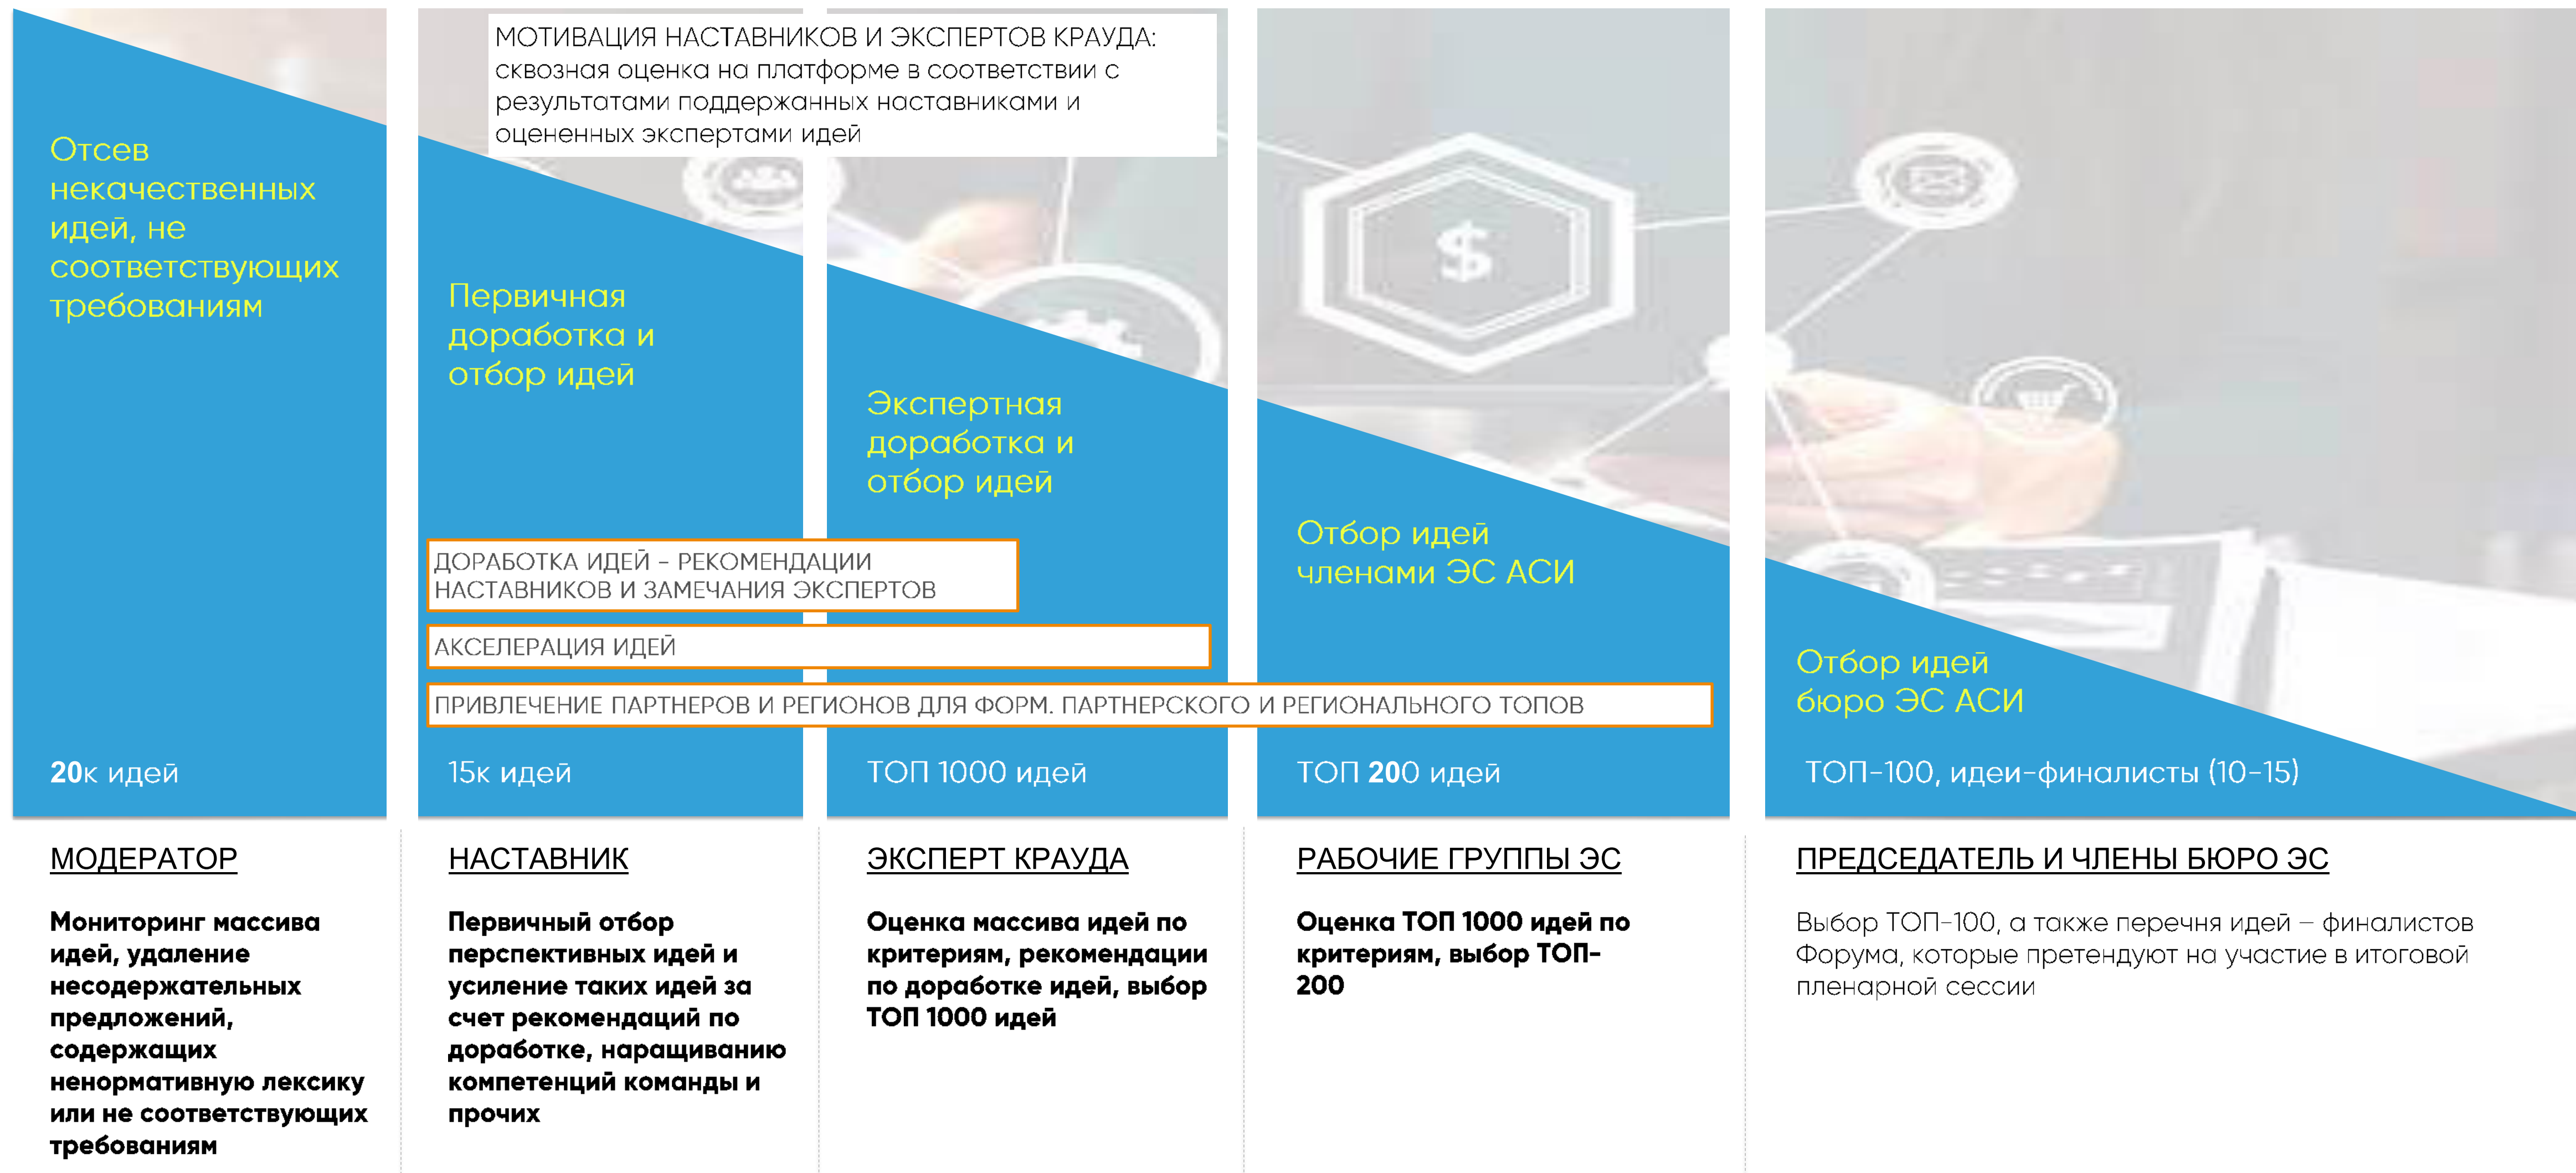 МОТИВАЦИЯ НАСТАВНИКОВ И ЭКСПЕРТОВ КРАУДА:
сквозная оценка на платформе в соответствии с
результатами поддержанных наставниками и
оцененных экспертами идей
Отсев
некачественных
идей, не
соответствующих
требованиям
Первичная
доработка и
отбор идей
Экспертная
доработка и
отбор идей
Отбор идей
членами ЭС АСИ
Отбор идей
бюро ЭС АСИ
ДОРАБОТКА ИДЕЙ - РЕКОМЕНДАЦИИ
НАСТАВНИКОВ И ЗАМЕЧАНИЯ ЭКСПЕРТОВ
АКСЕЛЕРАЦИЯ ИДЕЙ
ПРИВЛЕЧЕНИЕ ПАРТНЕРОВ И РЕГИОНОВ ДЛЯ ФОРМ. ПАРТНЕРСКОГО И РЕГИОНАЛЬНОГО ТОПОВ
20к идей
15к идей
ТОП 1000 идей
ТОП 200 идей
ТОП-100, идеи-финалисты (10-15)
МОДЕРАТОР
Мониторинг массива
идей, удаление
несодержательных
предложений,
содержащих
ненормативную лексику
или не соответствующих
требованиям
НАСТАВНИК
Первичный отбор
перспективных идей и
усиление таких идей за
счет рекомендаций по
доработке, наращиванию
компетенций команды и
прочих
ЭКСПЕРТ КРАУДА
Оценка массива идей по
критериям, рекомендации
по доработке идей, выбор
ТОП 1000 идей
РАБОЧИЕ ГРУППЫ ЭС
Оценка ТОП 1000 идей по
критериям, выбор ТОП-
200
ПРЕДСЕДАТЕЛЬ И ЧЛЕНЫ БЮРО ЭС
Выбор ТОП-100, а также перечня идей – финалистов
Форума, которые претендуют на участие в итоговой
пленарной сессии
$